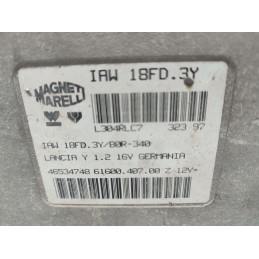 IAW 18FD.3Y
MAGNETI
MARELLI
L304RLC7 323 97
IAW 18FD.3Y/80R-340
LANCIA Y 1.2 16V GERMANIA
46534748 61600.407.00 Z 12V=